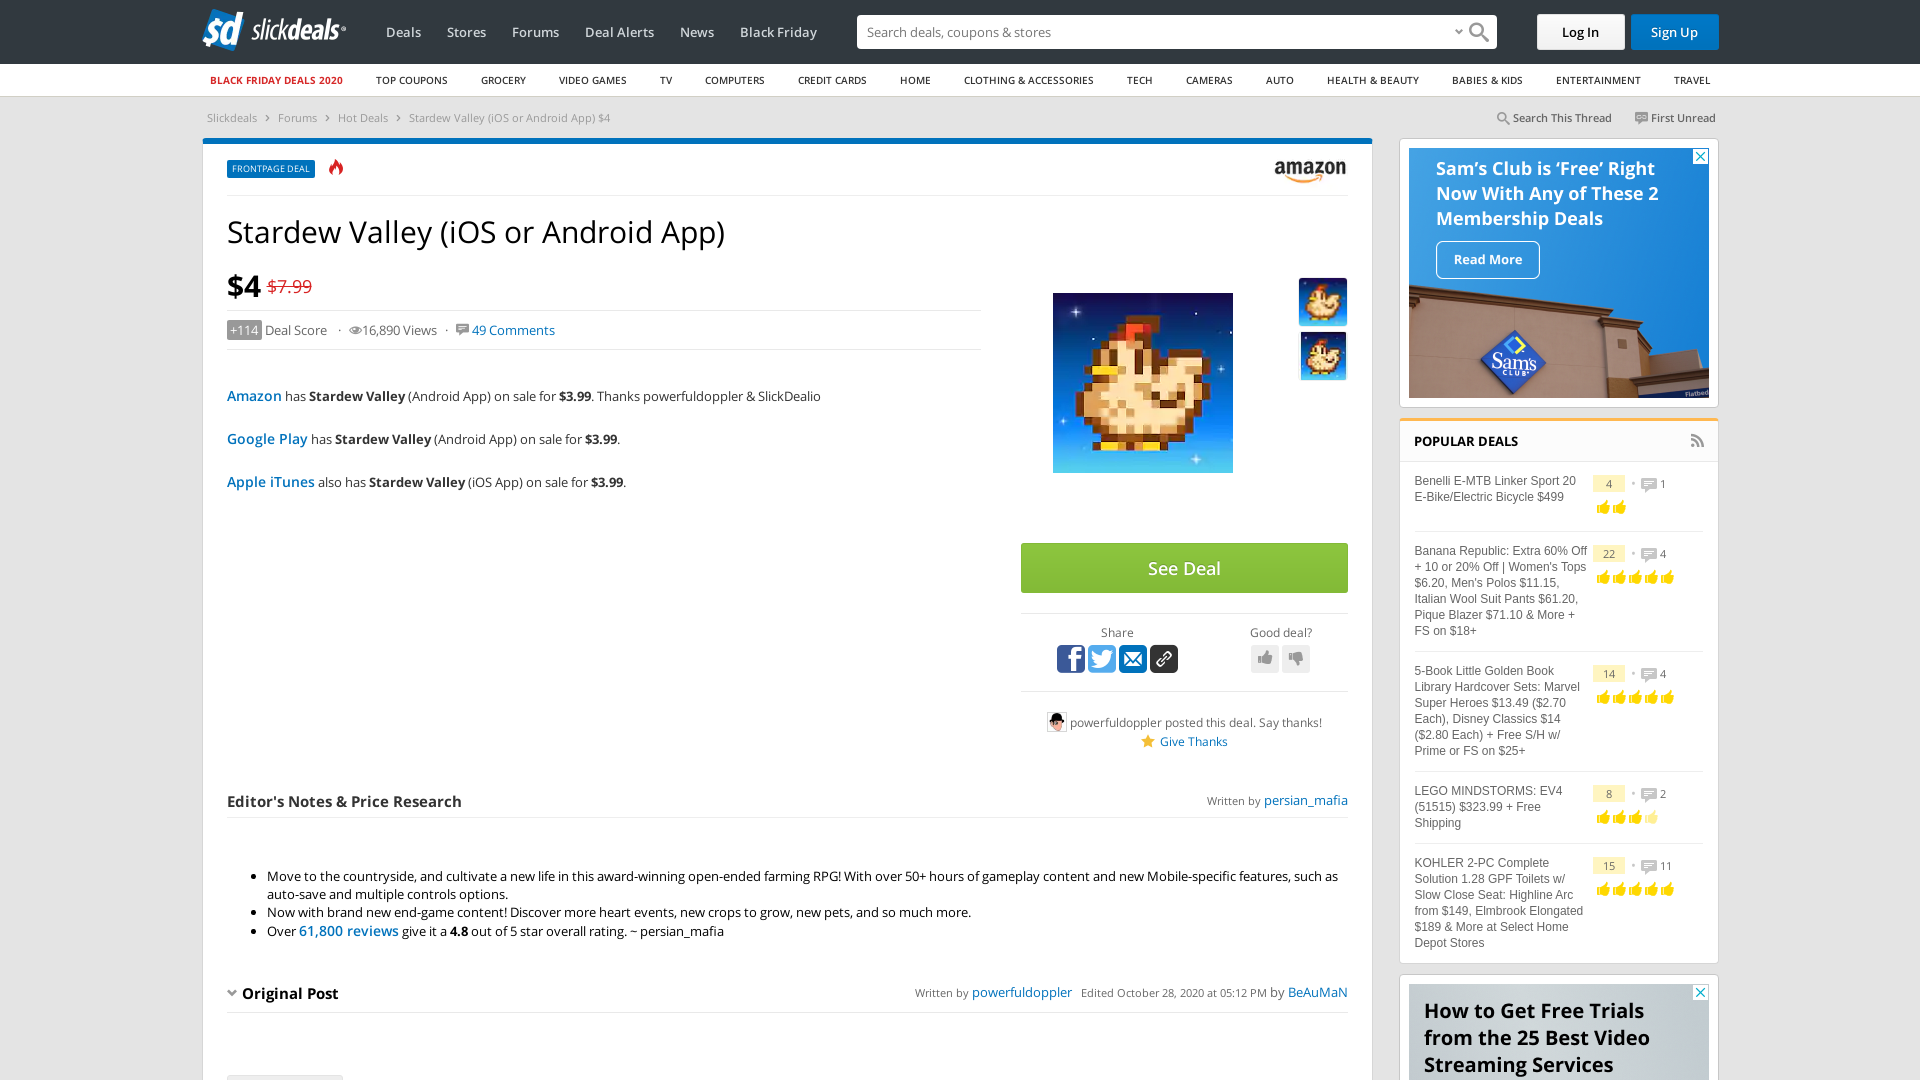 slickdeals
Deals
Stores
Forums
Deal Alerts
News
Black Friday
Search deals, coupons & stores
Log In
Sign Up
BLACK FRIDAY DEALS 2020
TOP COUPONS
GROCERY
VIDEO GAMES
TV
COMPUTERS
CREDIT CARDS
HOME
CLOTHING & ACCESSORIES
TECH
CAMERAS
AUTO
HEALTH & BEAUTY
BABIES & KIDS
ENTERTAINMENT
TRAVEL
Slickdeals > Forums > Hot Deals > Stardew Valley (iOS or Android App) $4
Search This Thread
First Unread
FRONTPAGE DEAL
amazon
Stardew Valley (iOS or Android App)
$4 $7.99
+114 Deal Score · 16,890 Views · 49 Comments
Amazon has Stardew Valley (Android App) on sale for $3.99. Thanks powerfuldoppler & SlickDealio
Google Play has Stardew Valley (Android App) on sale for $3.99.
Apple iTunes also has Stardew Valley (iOS App) on sale for $3.99.
See Deal
Share
Good deal?
powerfuldoppler posted this deal. Say thanks!
Give Thanks
Editor's Notes & Price Research
Written by persian_mafia
Move to the countryside, and cultivate a new life in this award-winning open-ended farming RPG! With over 50+ hours of gameplay content and new Mobile-specific features, such as
auto-save and multiple controls options.
Now with brand new end-game content! Discover more heart events, new crops to grow, new pets, and so much more.
Over 61,800 reviews give it a 4.8 out of 5 star overall rating. ~ persian_mafia
Original Post
Written by powerfuldoppler Edited October 28, 2020 at 05:12 PM by BeAuMaN
Sam's Club is 'Free' Right
Now With Any of These 2
Membership Deals
Read More
Sam's
CLUB
Flatbed
POPULAR DEALS
Benelli E-MTB Linker Sport 20
E-Bike/Electric Bicycle $499
4 • 1
Banana Republic: Extra 60% Off
+ 10 or 20% Off | Women's Tops
$6.20, Men's Polos $11.15,
Italian Wool Suit Pants $61.20,
Pique Blazer $71.10 & More +
FS on $18+
22 • 4
5-Book Little Golden Book
Library Hardcover Sets: Marvel
Super Heroes $13.49 ($2.70
Each), Disney Classics $14
($2.80 Each) + Free S/H w/
Prime or FS on $25+
14 • 4
LEGO MINDSTORMS: EV4
(51515) $323.99 + Free
Shipping
8 • 2
KOHLER 2-PC Complete
Solution 1.28 GPF Toilets w/
Slow Close Seat: Highline Arc
from $149, Elmbrook Elongated
$189 & More at Select Home
Depot Stores
15 • 11
How to Get Free Trials
from the 25 Best Video
Streaming Services